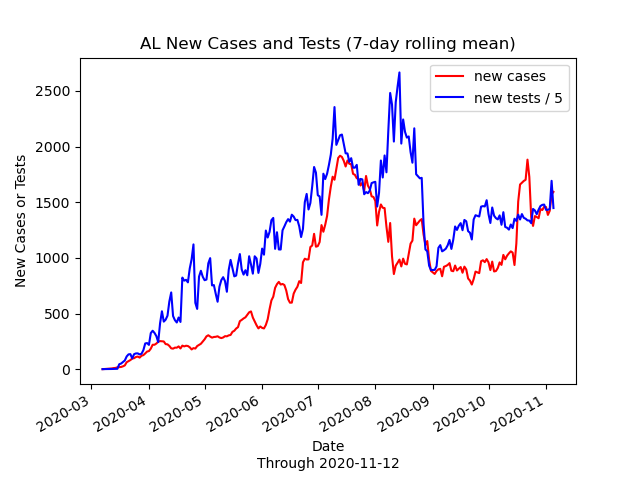 AL New Cases and Tests (7-day rolling mean)
new cases
new tests / 5
New Cases or Tests
2500
2000
1500
1000
500
0
2020-03
2020-04
2020-05
2020-06
2020-07
2020-08
2020-09
2020-10
2020-11
Date
Through 2020-11-12